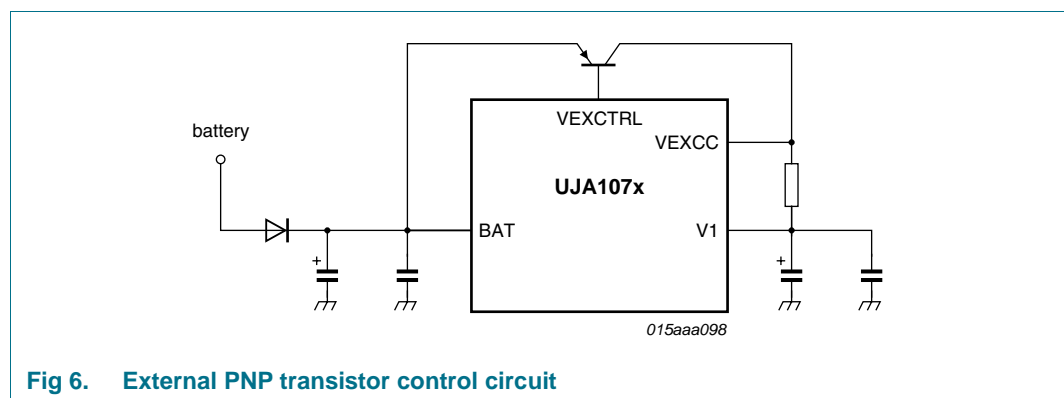 VEXCTRL
battery
VEXCC
UJA107x
BAT
V1
+
+
015aaa098
Fig 6. External PNP transistor control circuit